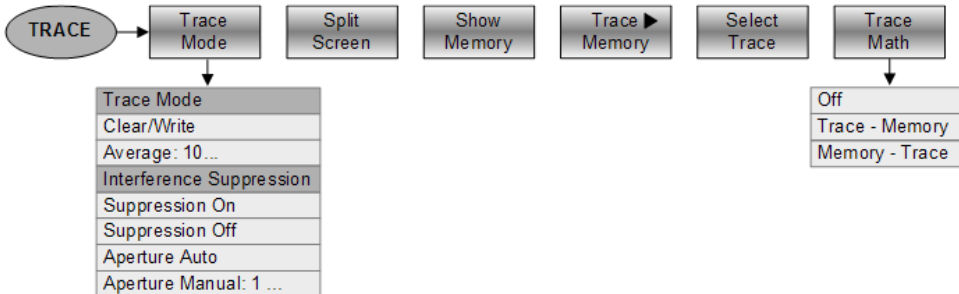 TRACE
Trace
Mode
Split
Screen
Show
Memory
Trace ▶
Memory
Select
Trace
Trace
Math
Trace Mode
Clear/Write
Average: 10...
Interference Suppression
Suppression On
Suppression Off
Aperture Auto
Aperture Manual: 1 ...
Off
Trace - Memory
Memory - Trace